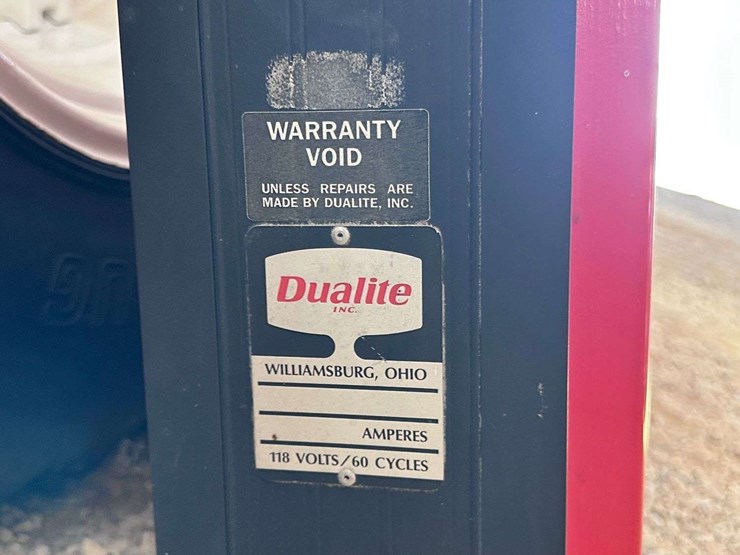 WARRANTY
VOID
UNLESS REPAIRS ARE
MADE BY DUALITE, INC.
Dualite
INC.
WILLIAMSBURG, OHIO
AMPERES
118 VOLTS/60 CYCLES